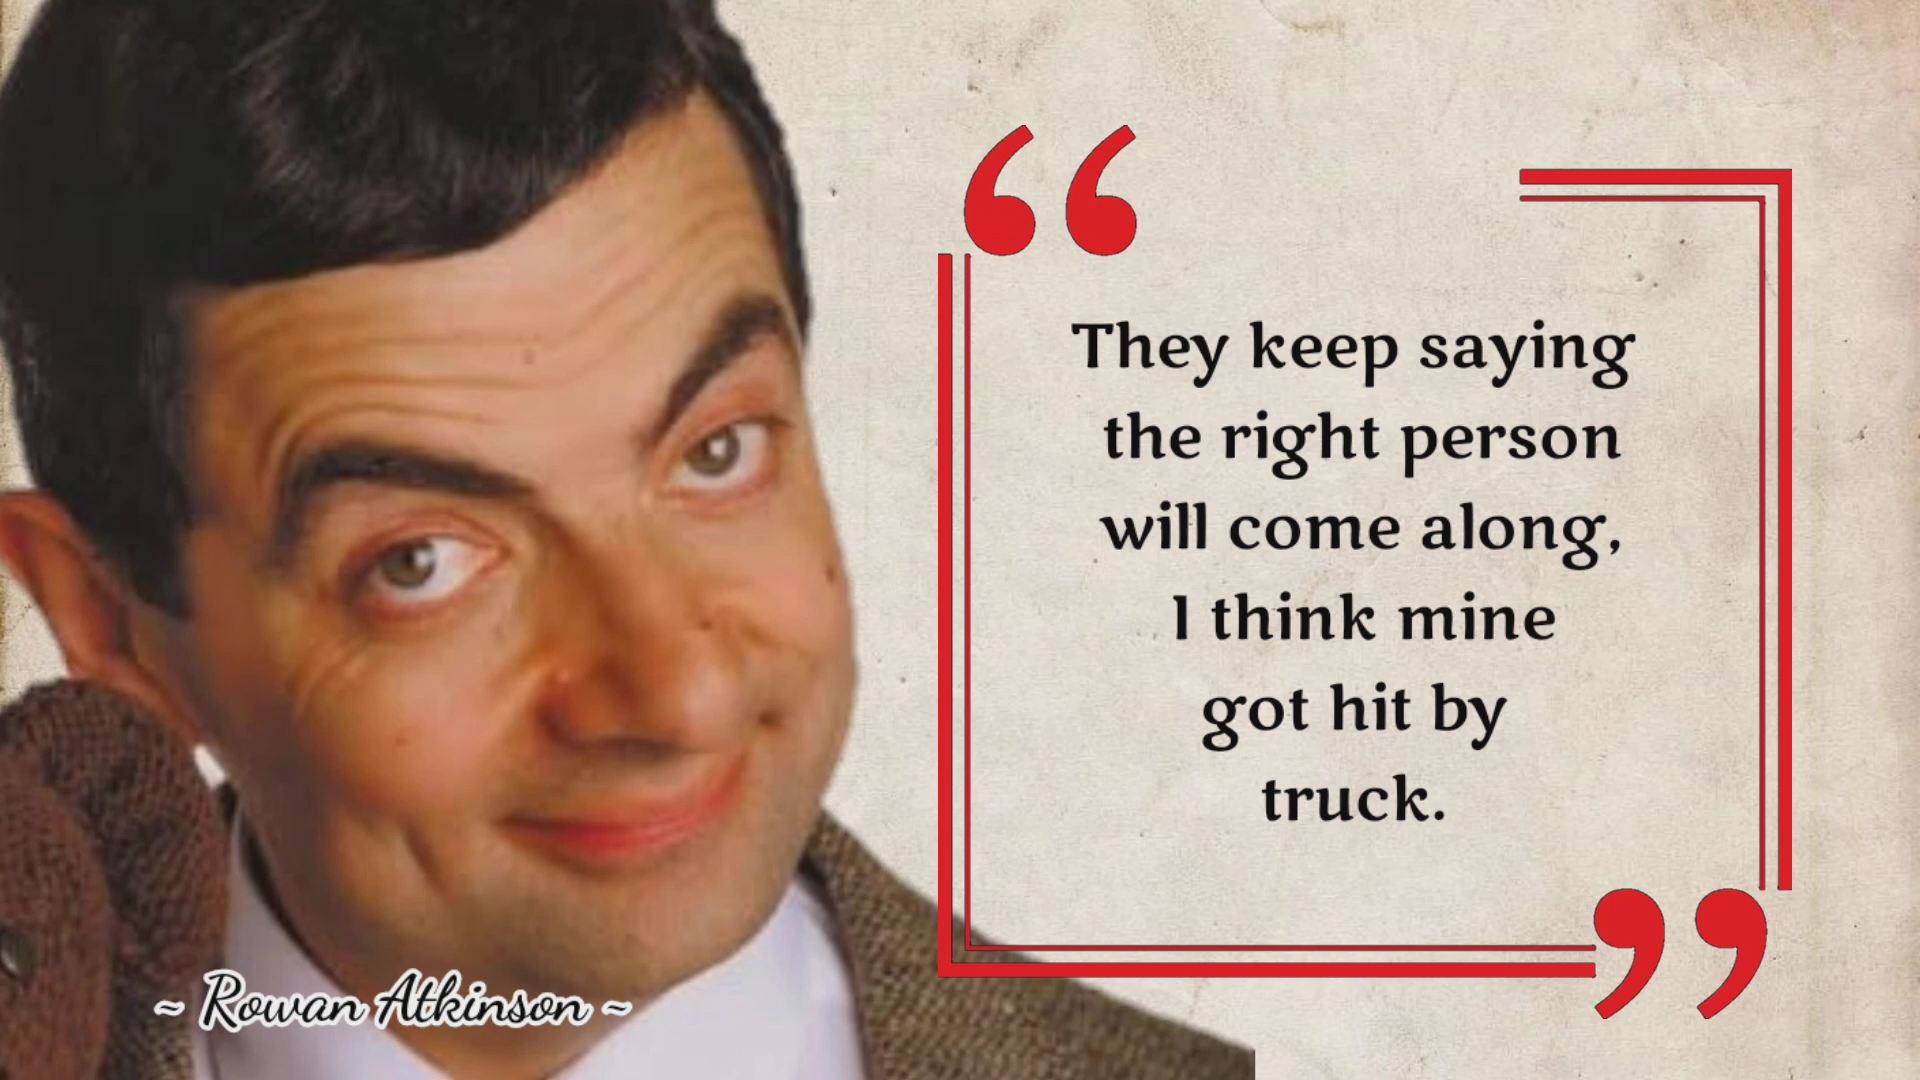 They keep saying
the right person
will come along,
I think mine
got hit by
truck.
~ Rowan Atkinson ~